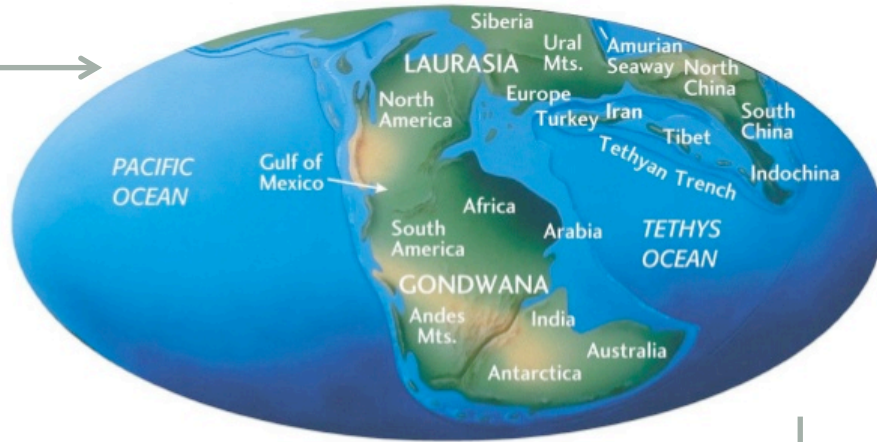 Siberia
Ural
Mts.
Amurian
Seaway
LAURASIA
North
China
North
America
Europe
Turkey
Iran
Tibet
South
China
Tethyan Trench
Indochina
PACIFIC
OCEAN
Gulf of
Mexico
Africa
South
America
Arabia
TETHYS
OCEAN
GONDWANA
Andes
Mts.
India
Australia
Antarctica